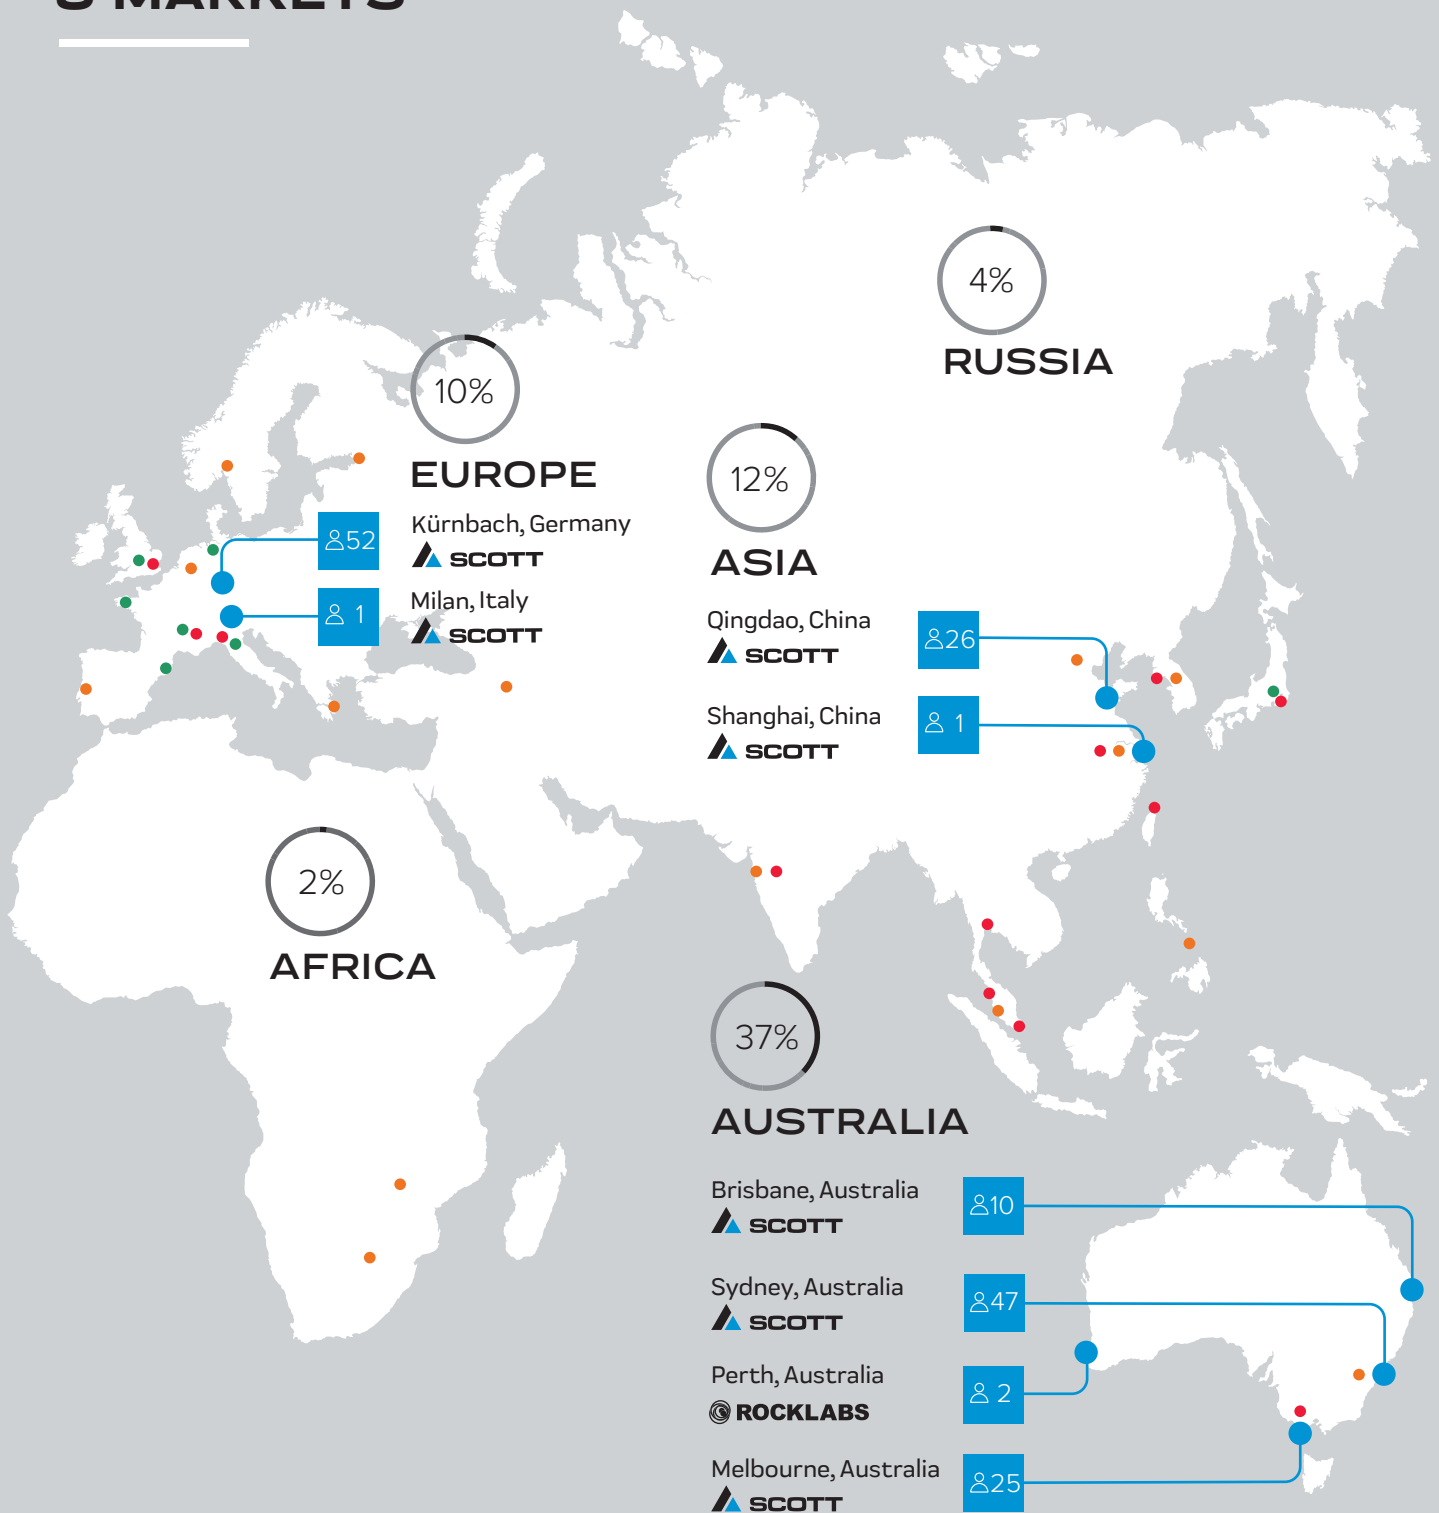 MARKETS
4%
RUSSIA
10%
EUROPE
Kürnbach, Germany
SCOTT
52
Milan, Italy
SCOTT
1
12%
ASIA
Qingdao, China
SCOTT
26
Shanghai, China
SCOTT
1
2%
AFRICA
37%
AUSTRALIA
Brisbane, Australia
SCOTT
10
Sydney, Australia
SCOTT
47
Perth, Australia
ROCKLABS
2
Melbourne, Australia
SCOTT
25